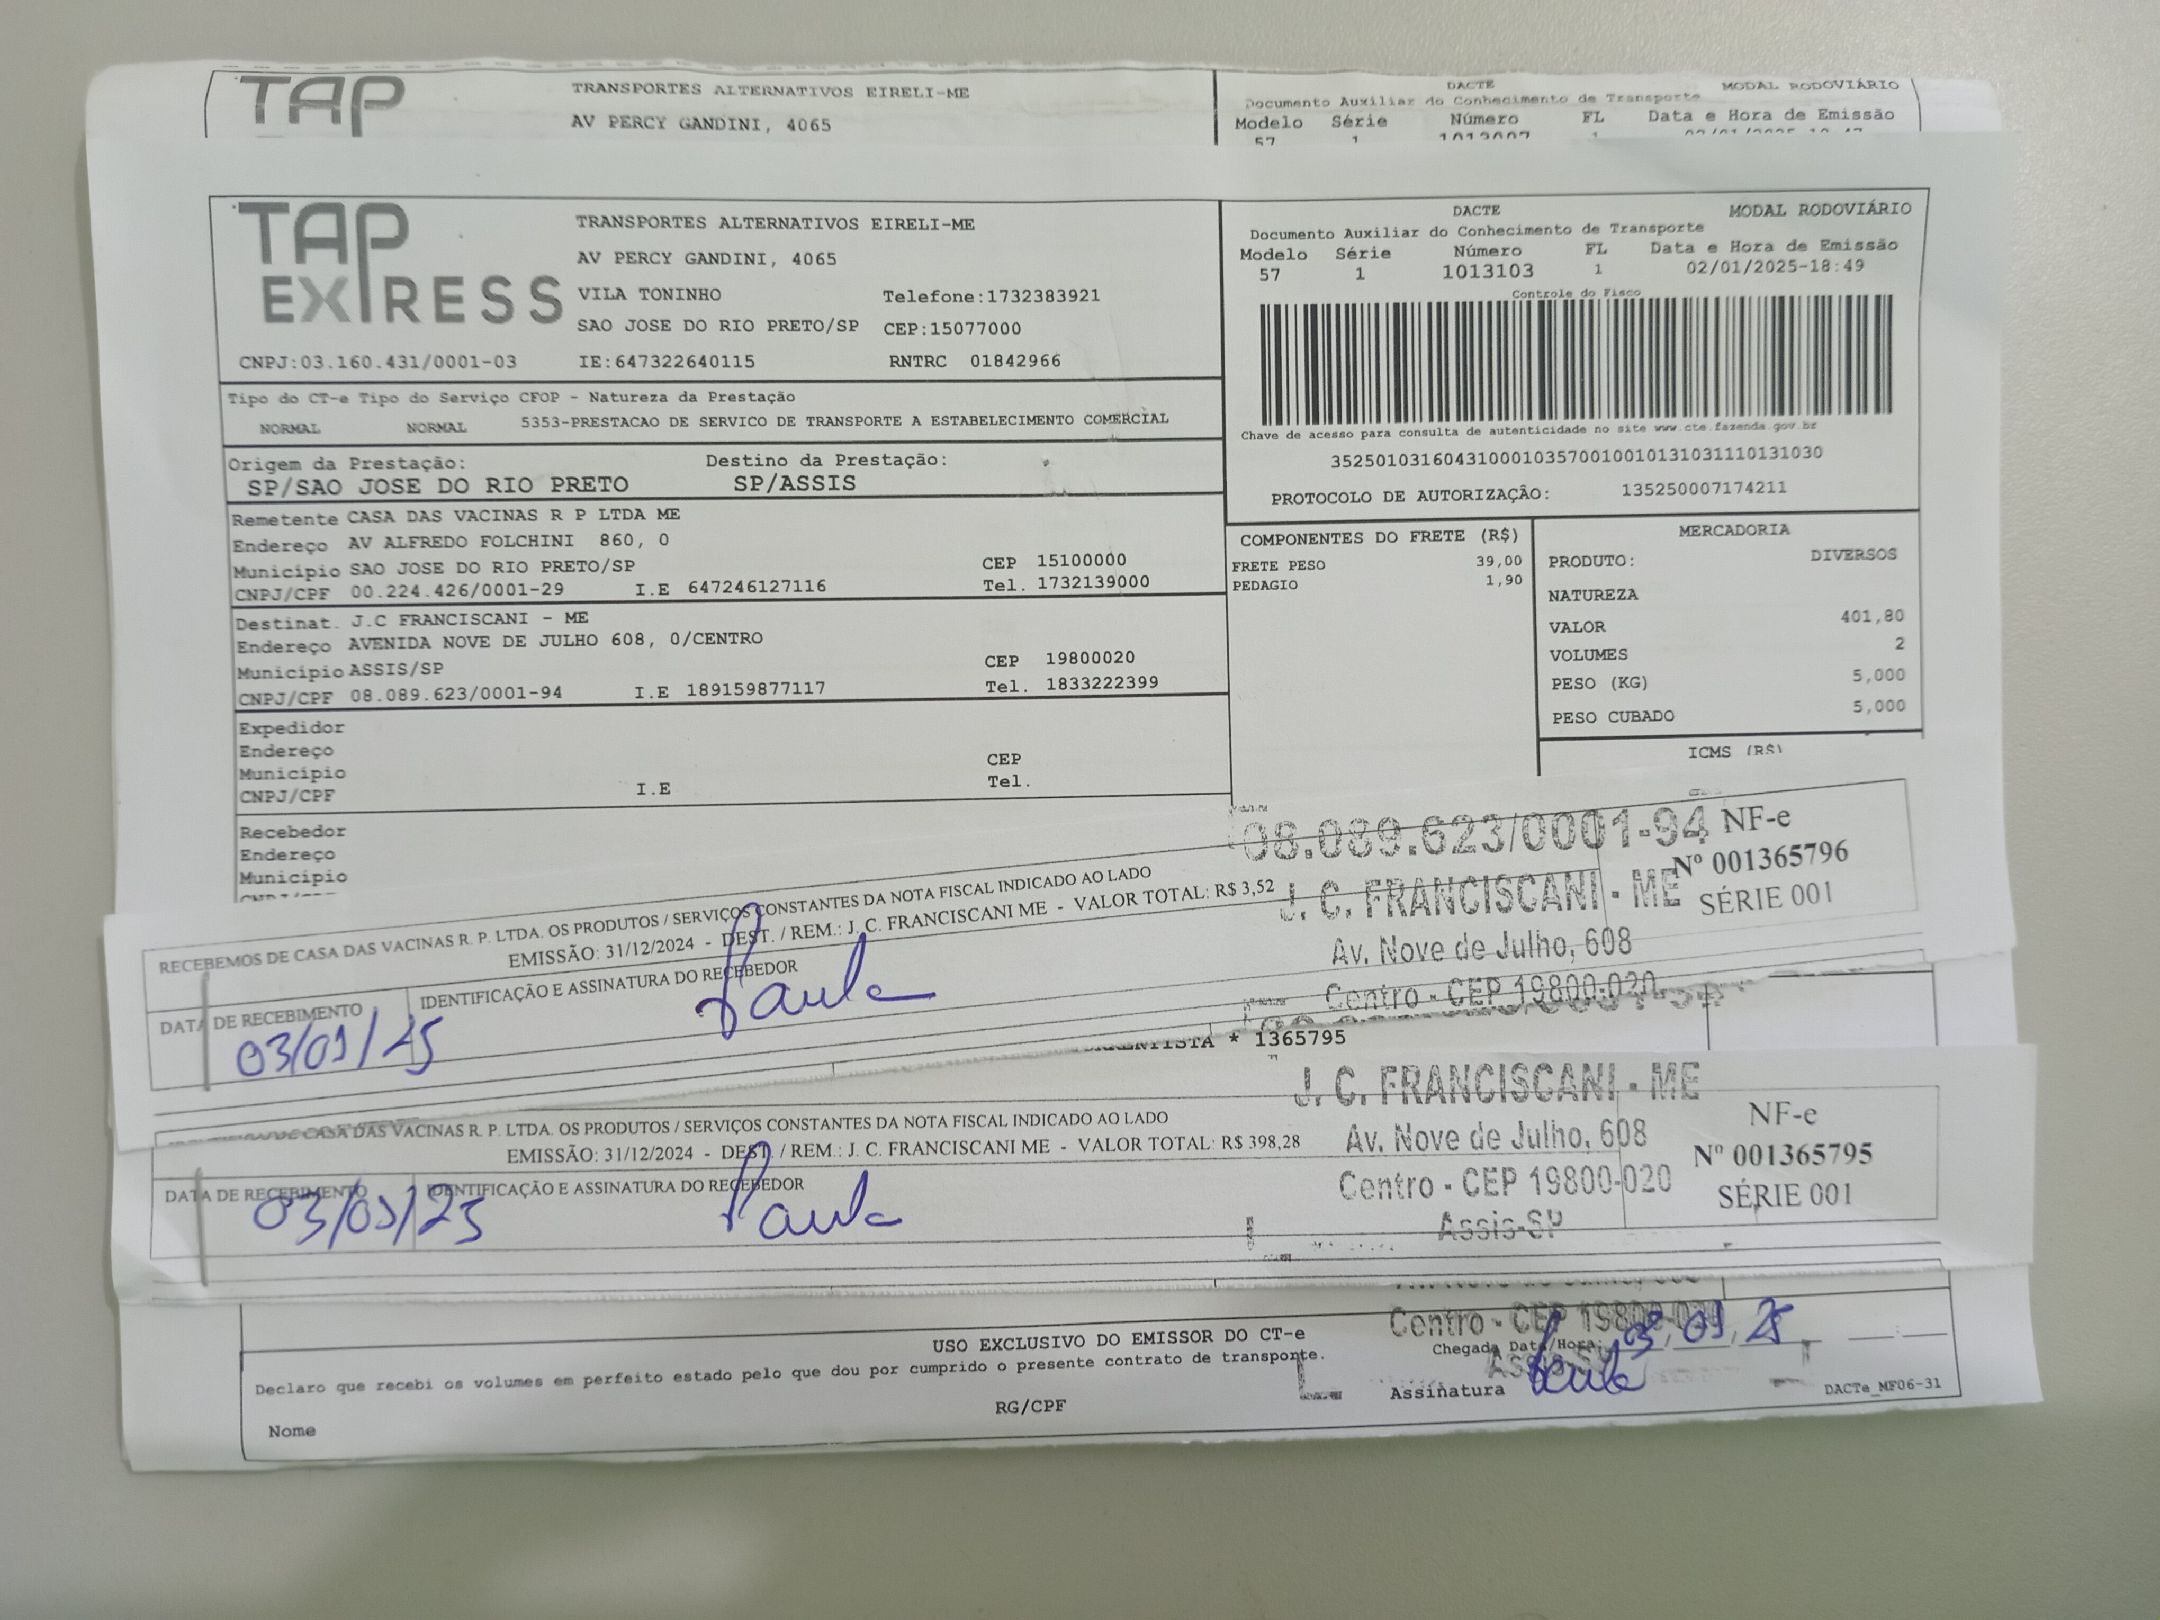 TAP
TRANSPORTES ALTERNATIVOS EIRELI-ME
AV PERCY GANDINI, 4065
DACTE MODAL RODOVIÁRIO
Documento Auxiliar do Conhecimento de Transporte
Modelo Série Número FL Data e Hora de Emissão
57 1
TAP EXPRESS
TRANSPORTES ALTERNATIVOS EIRELI-ME
AV PERCY GANDINI, 4065
VILA TONINHO Telefone:1732383921
SAO JOSE DO RIO PRETO/SP CEP:15077000
CNPJ:03.160.431/0001-03 IE:647322640115 RNTRC 01842966
DACTE MODAL RODOVIÁRIO
Documento Auxiliar do Conhecimento de Transporte
Modelo Série Número FL Data e Hora de Emissão
57 1 1013103 1 02/01/2025-18:49
Controle do Fisco
Chave de acesso para consulta de autenticidade no site www.cte.fazenda.gov.br
35250103160431000103570010010131031110131030
PROTOCOLO DE AUTORIZAÇÃO: 135250007174211
Tipo do CT-e Tipo do Serviço CFOP - Natureza da Prestação
NORMAL NORMAL 5353-PRESTACAO DE SERVICO DE TRANSPORTE A ESTABELECIMENTO COMERCIAL
Origem da Prestação: Destino da Prestação:
SP/SAO JOSE DO RIO PRETO SP/ASSIS
Remetente CASA DAS VACINAS R P LTDA ME
Endereço AV ALFREDO FOLCHINI 860, 0
Município SAO JOSE DO RIO PRETO/SP CEP 15100000
CNPJ/CPF 00.224.426/0001-29 I.E 647246127116 Tel. 1732139000
Destinat. J.C FRANCISCANI - ME
Endereço AVENIDA NOVE DE JULHO 608, 0/CENTRO
Município ASSIS/SP CEP 19800020
CNPJ/CPF 08.089.623/0001-94 I.E 189159877117 Tel. 1833222399
Expedidor
Endereço
Município CEP
CNPJ/CPF I.E Tel.
Recebedor
Endereço
Município
COMPONENTES DO FRETE (R$)
FRETE PESO 39,00
PEDAGIO 1,90
MERCADORIA
PRODUTO: DIVERSOS
NATUREZA
VALOR 401,80
VOLUMES 2
PESO (KG) 5,000
PESO CUBADO 5,000
ICMS (R$)
RECEBEMOS DE CASA DAS VACINAS R. P. LTDA. OS PRODUTOS / SERVIÇOS CONSTANTES DA NOTA FISCAL INDICADO AO LADO
EMISSÃO: 31/12/2024 - DEST. / REM.: J. C. FRANCISCANI ME - VALOR TOTAL: R$ 3,52
DATA DE RECEBIMENTO IDENTIFICAÇÃO E ASSINATURA DO RECEBEDOR
03/01/25 Paula
08.089.623/0001-94
J. C. FRANCISCANI - ME
Av. Nove de Julho, 608
Centro - CEP 19800-020
NF-e
Nº 001365796
SÉRIE 001
* 1365795
CASA DAS VACINAS R. P. LTDA. OS PRODUTOS / SERVIÇOS CONSTANTES DA NOTA FISCAL INDICADO AO LADO
EMISSÃO: 31/12/2024 - DEST. / REM.: J. C. FRANCISCANI ME - VALOR TOTAL: R$ 398,28
DATA DE RECEBIMENTO IDENTIFICAÇÃO E ASSINATURA DO RECEBEDOR
03/01/25 Paula
J. C. FRANCISCANI - ME
Av. Nove de Julho, 608
Centro - CEP 19800-020
Assis-SP
NF-e
Nº 001365795
SÉRIE 001
USO EXCLUSIVO DO EMISSOR DO CT-e
Declaro que recebi os volumes em perfeito estado pelo que dou por cumprido o presente contrato de transporte.
Nome RG/CPF
Centro - CEP 19800-020
Chegada Data/Hora: 3/01/25
Assinatura Paula
DACTe_MF06-31